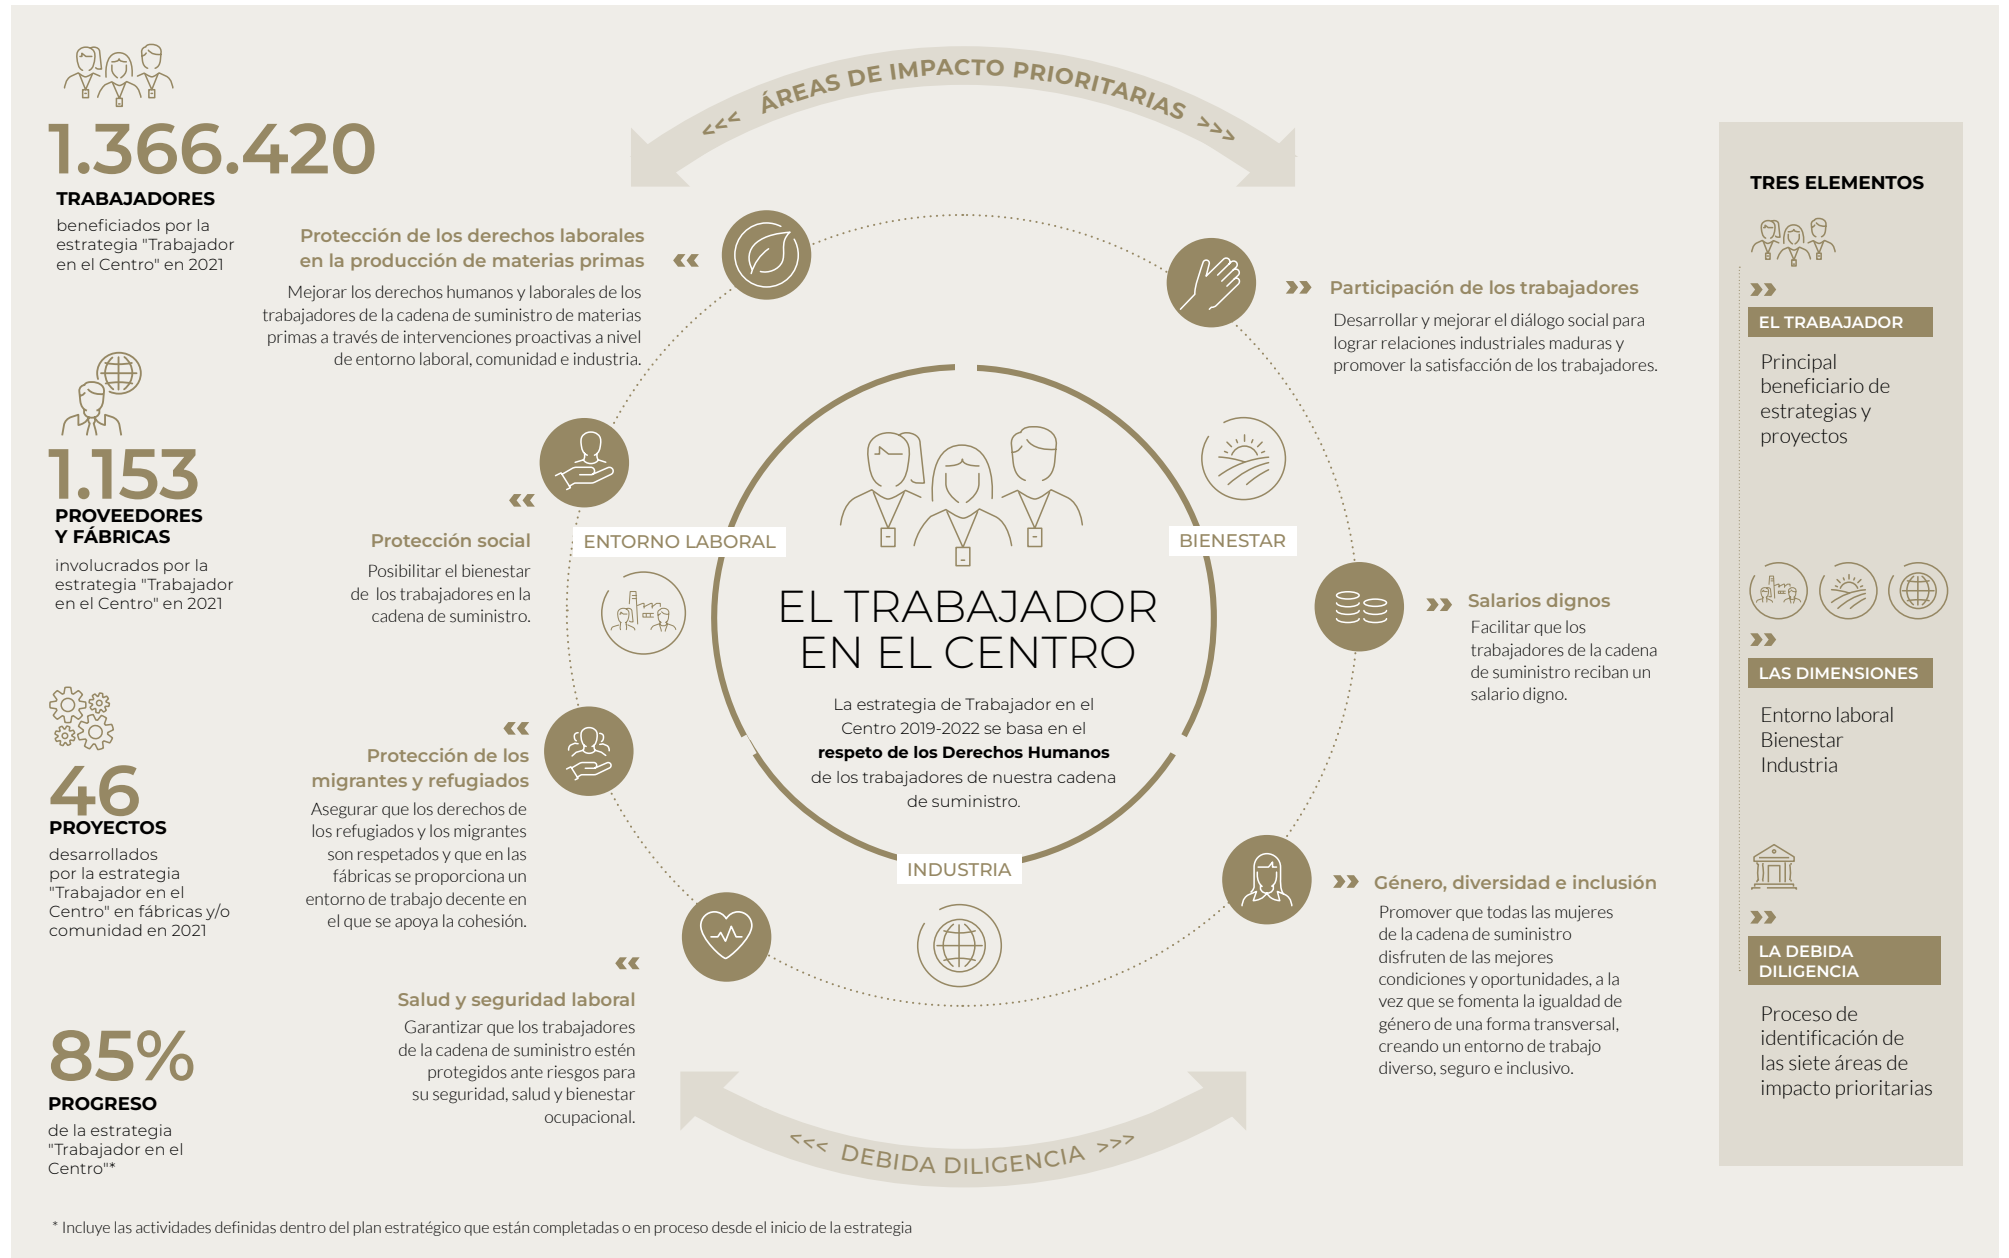 <<< ÁREAS DE IMPACTO PRIORITARIAS >>>
1.366.420
TRABAJADORES
beneficiados por la
estrategia "Trabajador
en el Centro" en 2021
1.153
PROVEEDORES
Y FÁBRICAS
involucrados por la
estrategia "Trabajador
en el Centro" en 2021
46
PROYECTOS
desarrollados
por la estrategia
"Trabajador en el
Centro" en fábricas y/o
comunidad en 2021
85%
PROGRESO
de la estrategia
"Trabajador en el
Centro"*
Protección de los derechos laborales
en la producción de materias primas
Mejorar los derechos humanos y laborales de los
trabajadores de la cadena de suministro de materias
primas a través de intervenciones proactivas a nivel
de entorno laboral, comunidad e industria.
Protección social
Posibilitar el bienestar
de los trabajadores en la
cadena de suministro.
Protección de los
migrantes y refugiados
Asegurar que los derechos de
los refugiados y los migrantes
son respetados y que en las
fábricas se proporciona un
entorno de trabajo decente en
el que se apoya la cohesión.
Salud y seguridad laboral
Garantizar que los trabajadores
de la cadena de suministro estén
protegidos ante riesgos para
su seguridad, salud y bienestar
ocupacional.
ENTORNO LABORAL
BIENESTAR
EL TRABAJADOR
EN EL CENTRO
La estrategia de Trabajador en el
Centro 2019-2022 se basa en el
respeto de los Derechos Humanos
de los trabajadores de nuestra cadena
de suministro.
INDUSTRIA
Participación de los trabajadores
Desarrollar y mejorar el diálogo social para
lograr relaciones industriales maduras y
promover la satisfacción de los trabajadores.
Salarios dignos
Facilitar que los
trabajadores de la cadena
de suministro reciban un
salario digno.
Género, diversidad e inclusión
Promover que todas las mujeres
de la cadena de suministro
disfruten de las mejores
condiciones y oportunidades, a la
vez que se fomenta la igualdad de
género de una forma transversal,
creando un entorno de trabajo
diverso, seguro e inclusivo.
<<< DEBIDA DILIGENCIA >>>
TRES ELEMENTOS
EL TRABAJADOR
Principal
beneficiario de
estrategias y
proyectos
LAS DIMENSIONES
Entorno laboral
Bienestar
Industria
LA DEBIDA
DILIGENCIA
Proceso de
identificación de
las siete áreas de
impacto prioritarias
* Incluye las actividades definidas dentro del plan estratégico que están completadas o en proceso desde el inicio de la estrategia